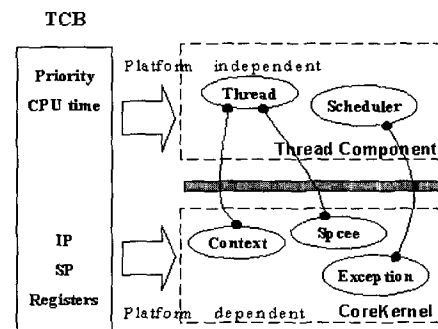 TCB
Priority
CPU time
Platform independent
Thread
Scheduler
Thread Component
IP
SP
Registers
Context
Spcee
Exception
CoreKernel
Platform dependent